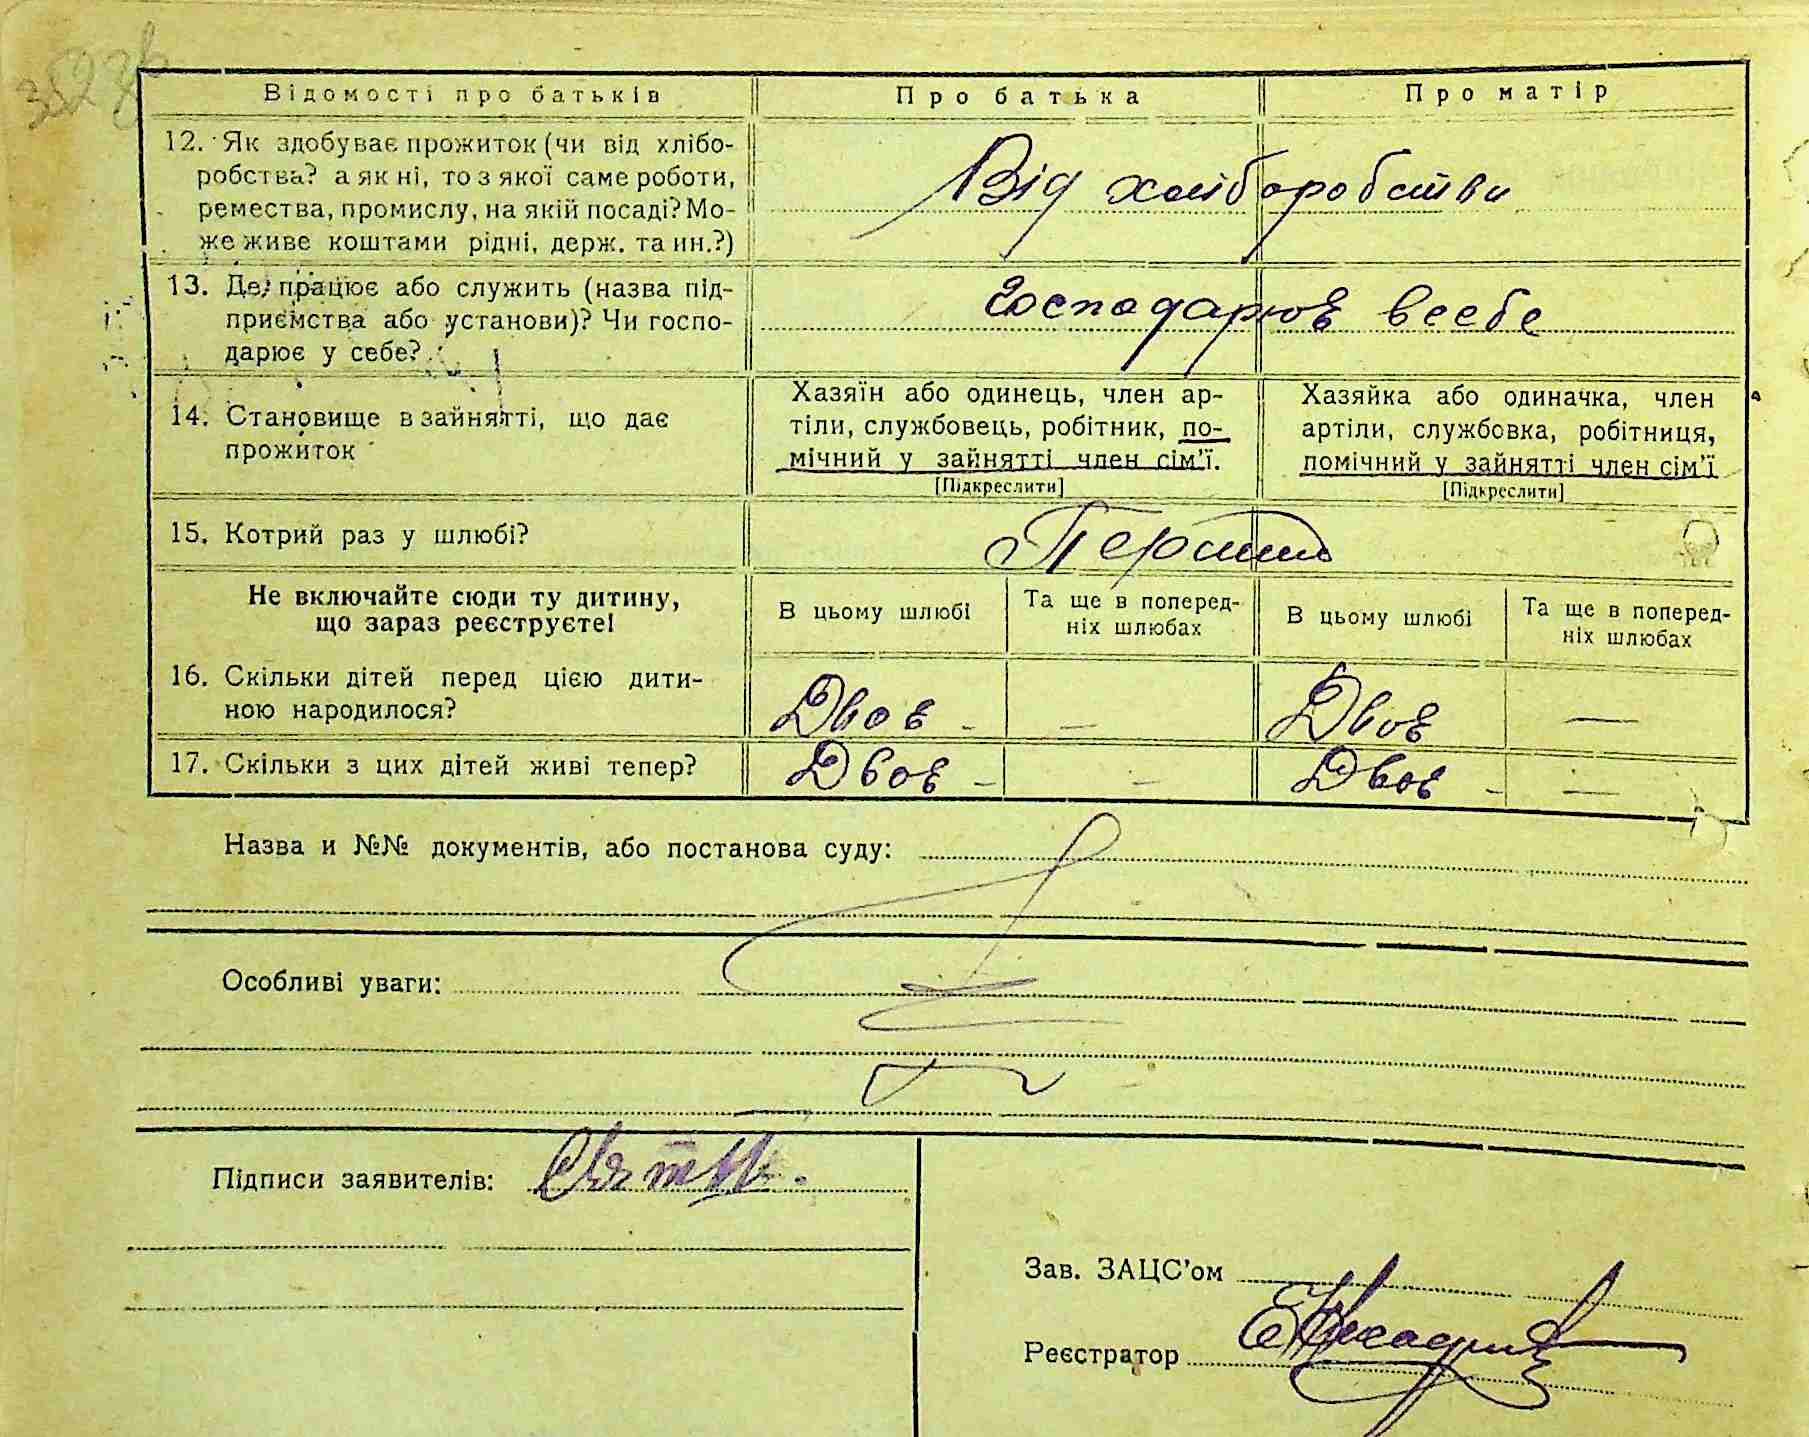 Відомості про батьків Про батька Про матір
12. Як здобуває прожиток (чи від хлібо-
робства? а як ні, то з якої саме роботи,
ремества, промислу, на якій посаді? Мо-
же живе коштами рідні, держ. та ин.?)
Від хліборобства
13. Де працює або служить (назва під-
приємства або установи)? Чи госпо-
дарює у себе?
Господарює в себе
14. Становище в зайнятті, що дає
прожиток
Хазяїн або одинець, член ар-
тіли, службовець, робітник, по-
мічний у зайнятті член сім'ї.
[Підкреслити]
Хазяйка або одиначка, член
артіли, службовка, робітниця,
помічний у зайнятті член сім'ї
[Підкреслити]
15. Котрий раз у шлюбі?
Не включайте сюди ту дитину,
що зараз реєструєте!
В цьому шлюбі
Та ще в поперед-
ніх шлюбах
В цьому шлюбі
Та ще в поперед-
ніх шлюбах
16. Скільки дітей перед цією дити-
ною народилося?
Двоє - - Двоє —
17. Скільки з цих дітей живі тепер?
Двоє - - Двоє - —
Назва и №№ документів, або постанова суду:
Особливі уваги:
Підписи заявителів:
Зав. ЗАЦС'ом
Реєстратор